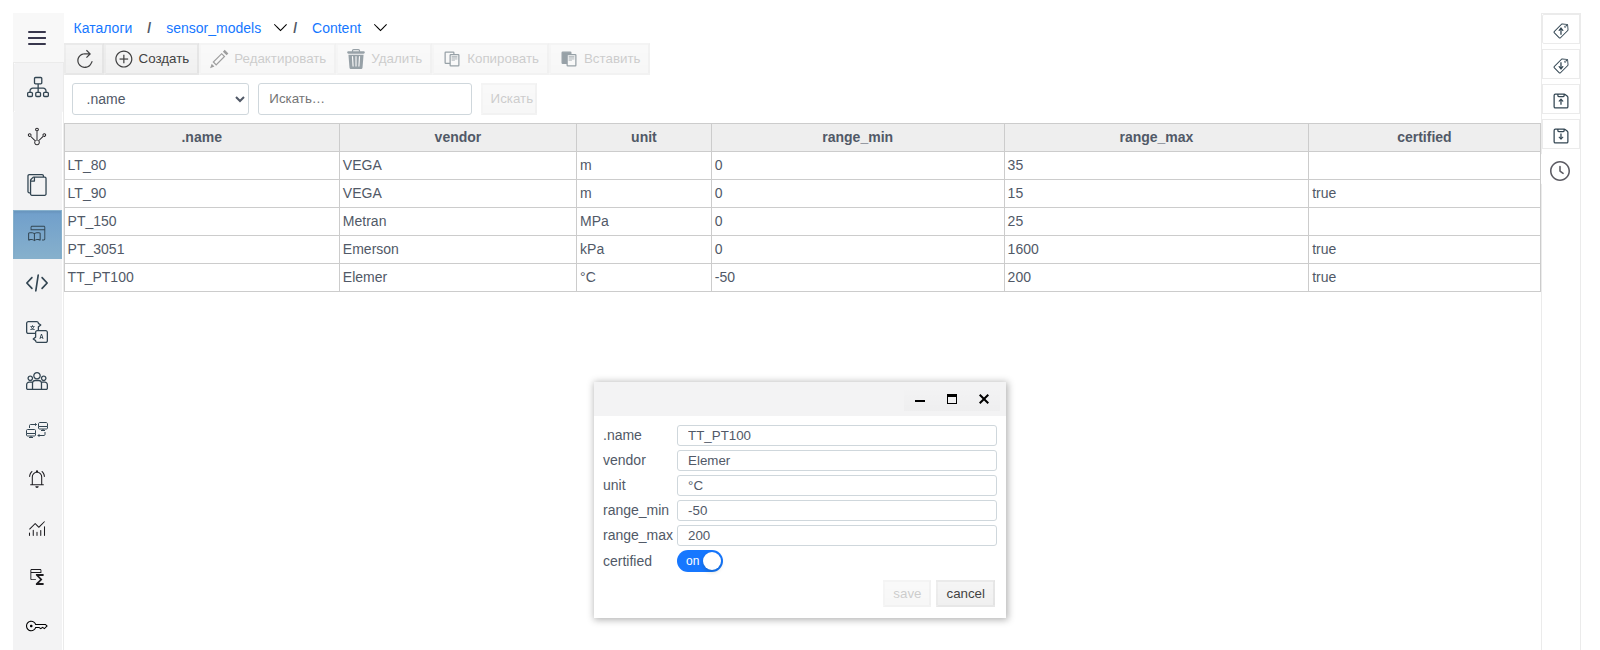 Каталоги / sensor_models / Content
Создать Редактировать Удалить Копировать Вставить
.name Искать... Искать
.name vendor unit range_min range_max certified
LT_80 VEGA m 0 35
LT_90 VEGA m 0 15 true
PT_150 Metran MPa 0 25
PT_3051 Emerson kPa 0 1600 true
TT_PT100 Elemer °C -50 200 true
.name TT_PT100
vendor Elemer
unit °C
range_min -50
range_max 200
certified on
save cancel